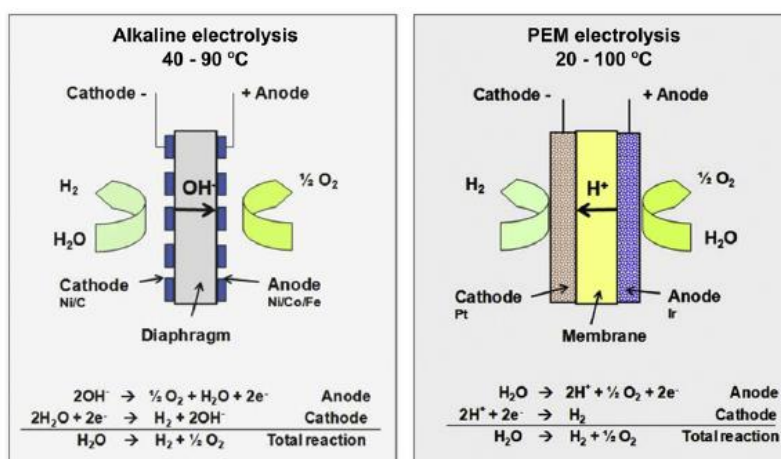 Alkaline electrolysis
40 - 90 °C
Cathode -
+ Anode
H₂
OH⁻
½ O₂
H₂O
Cathode
Ni/C
Anode
Ni/Co/Fe
Diaphragm
2OH⁻ → ½ O₂ + H₂O + 2e⁻ Anode
2H₂O + 2e⁻ → H₂ + 2OH⁻ Cathode
H₂O → H₂ + ½ O₂ Total reaction
PEM electrolysis
20 - 100 °C
Cathode -
+ Anode
H₂
H⁺
½ O₂
H₂O
Cathode
Pt
Anode
Ir
Membrane
H₂O → 2H⁺ + ½ O₂ + 2e⁻ Anode
2H⁺ + 2e⁻ → H₂ Cathode
H₂O → H₂ + ½ O₂ Total reaction